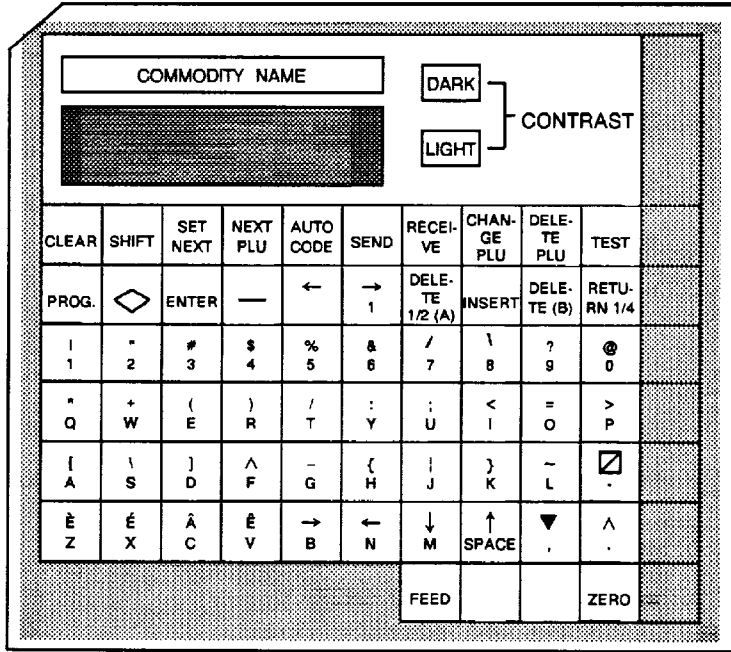 COMMODITY NAME
DARK
CONTRAST
LIGHT
CLEAR SHIFT SET NEXT NEXT PLU AUTO CODE SEND RECEI- VE CHAN- GE PLU DELE- TE PLU TEST
PROG. ◇ ENTER — ← → 1 DELE- TE 1/2 (A) INSERT DELE- TE (B) RETU- RN 1/4
| " # $ % & / \ ? @
1 2 3 4 5 6 7 8 9 0
* + ( ) / : ; < = >
Q W E R T Y U I O P
[ \ ] ^ – { ¦ } ~
A S D F G H J K L .
È É Â Ê → ← ↓ ↑ ▼ ^
Z X C V B N M SPACE , .
FEED ZERO